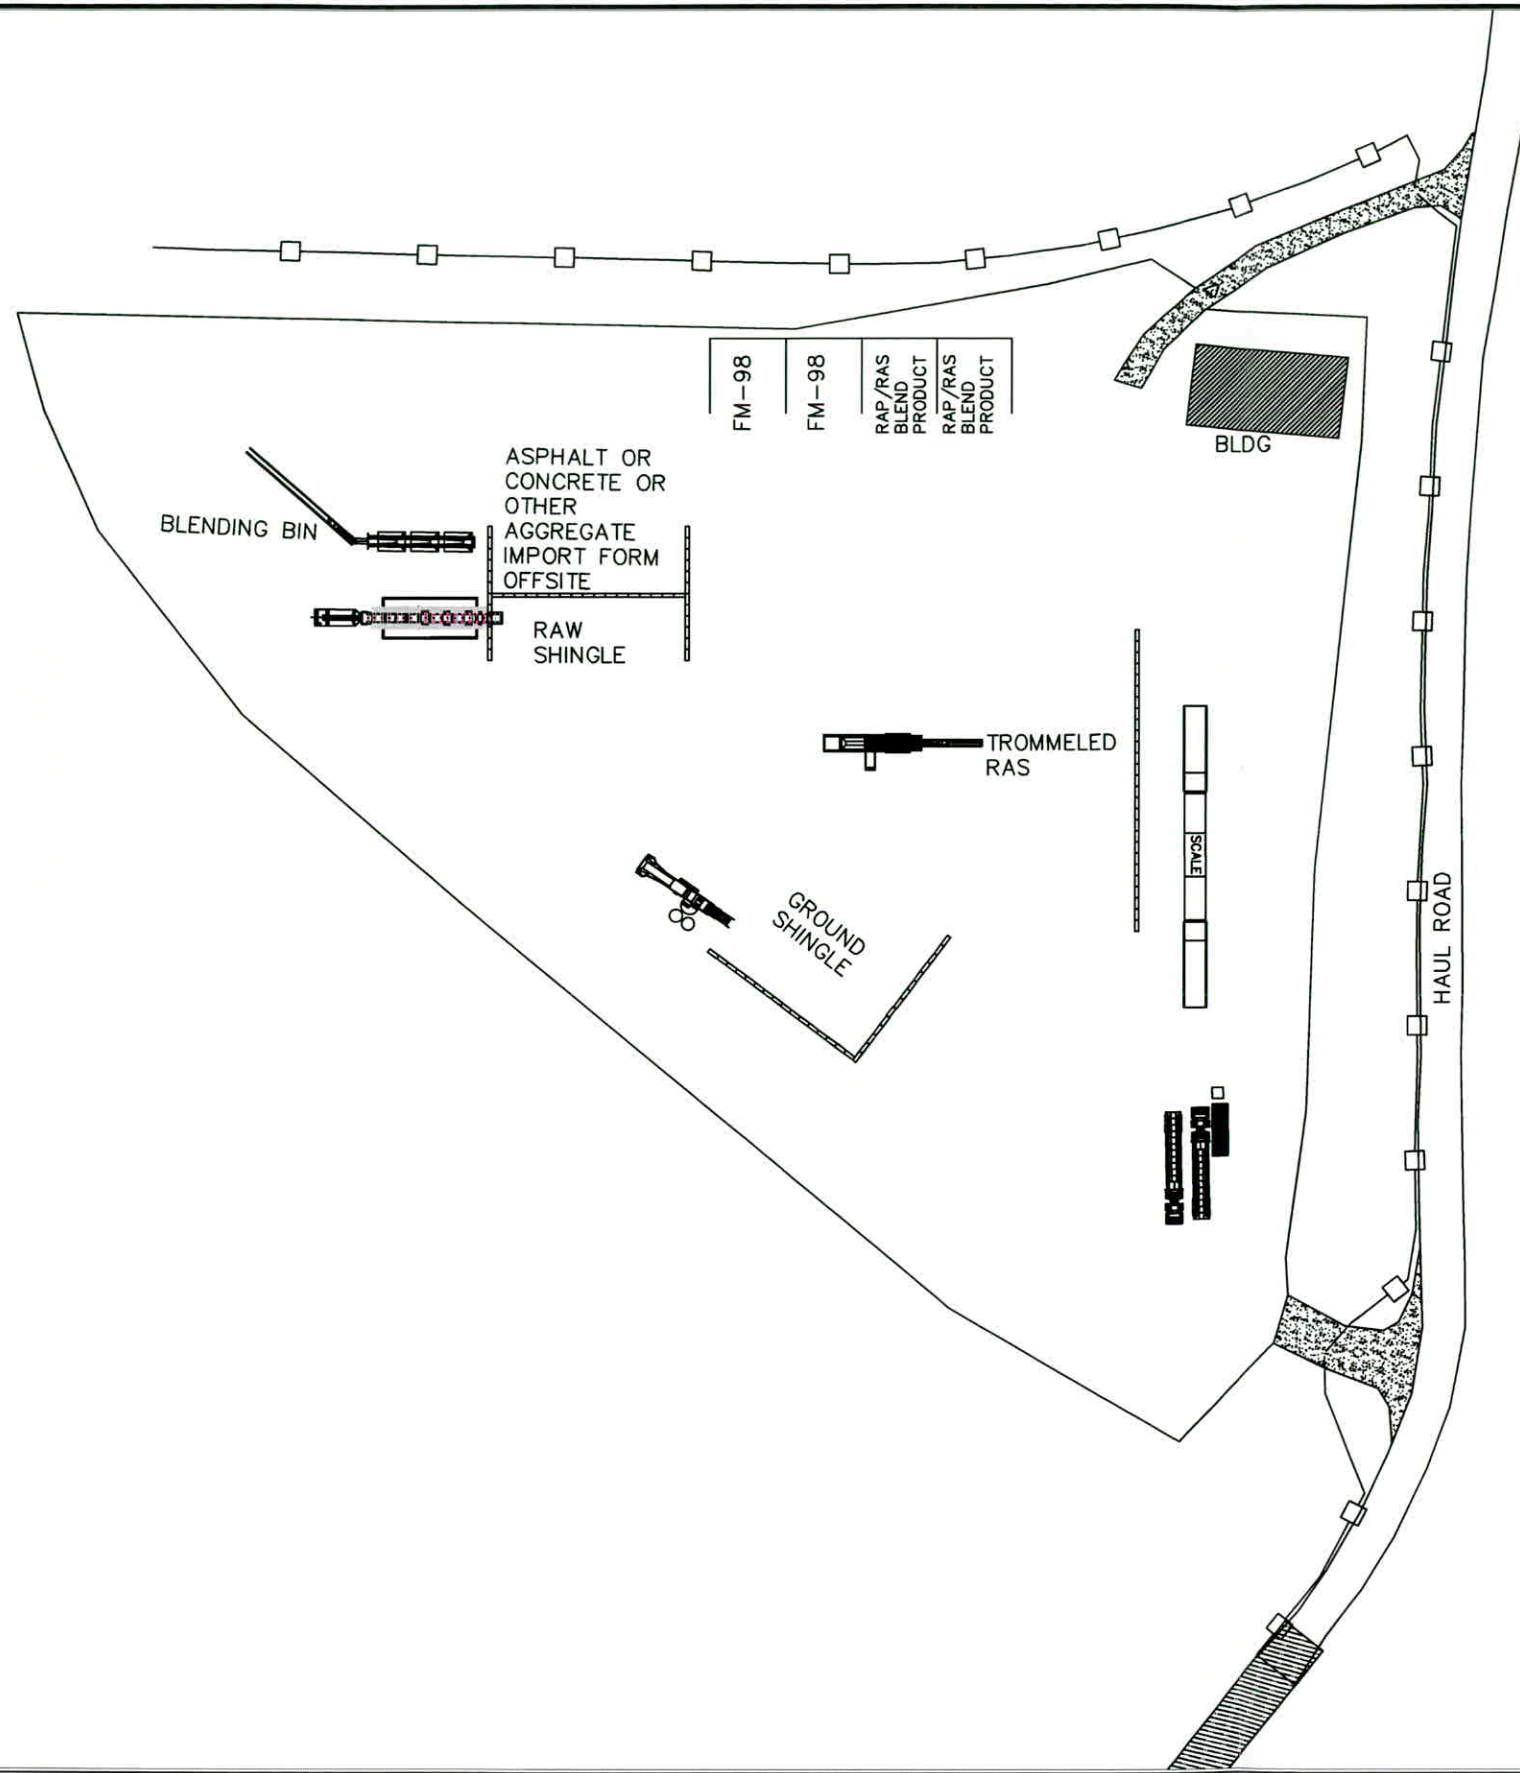 FM-98
FM-98
RAP/RAS
BLEND
PRODUCT
RAP/RAS
BLEND
PRODUCT
BLDG
ASPHALT OR
CONCRETE OR
OTHER
AGGREGATE
IMPORT FORM
OFFSITE
BLENDING BIN
RAW
SHINGLE
TROMMELED
RAS
SCALE
GROUND
SHINGLE
HAUL ROAD